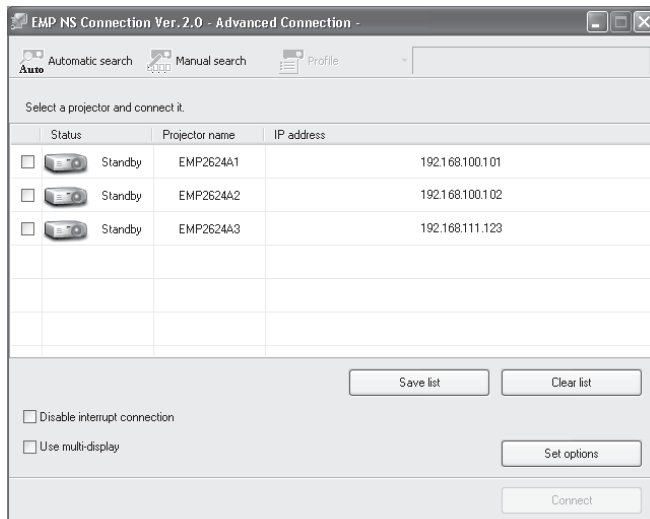 EMP NS Connection Ver.2.0 - Advanced Connection -
Auto Automatic search Manual search Profile
Select a projector and connect it.
Status Projector name IP address
Standby EMP2624A1 192.168.100.101
Standby EMP2624A2 192.168.100.102
Standby EMP2624A3 192.168.111.123
Save list Clear list
Disable interrupt connection
Use multi-display
Set options
Connect